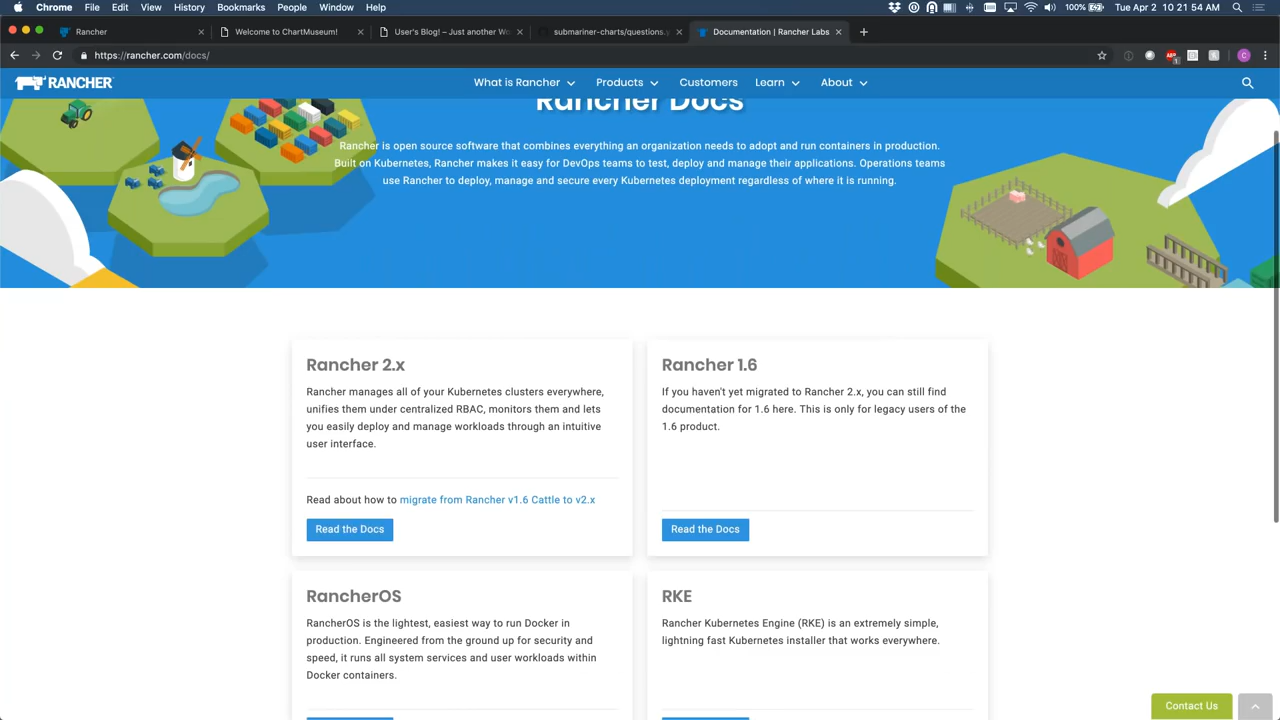 Chrome File Edit View History Bookmarks People Window Help
100% Tue Apr 2 10:21:54 AM
Rancher
Welcome to ChartMuseum!
User's Blog! – Just another Wo
submariner-charts/questions.y
Documentation | Rancher Labs
https://rancher.com/docs/
RANCHER
What is Rancher Products Customers Learn About
Rancher Docs
Rancher is open source software that combines everything an organization needs to adopt and run containers in production.
Built on Kubernetes, Rancher makes it easy for DevOps teams to test, deploy and manage their applications. Operations teams
use Rancher to deploy, manage and secure every Kubernetes deployment regardless of where it is running.
Rancher 2.x
Rancher manages all of your Kubernetes clusters everywhere,
unifies them under centralized RBAC, monitors them and lets
you easily deploy and manage workloads through an intuitive
user interface.
Read about how to migrate from Rancher v1.6 Cattle to v2.x
Read the Docs
Rancher 1.6
If you haven't yet migrated to Rancher 2.x, you can still find
documentation for 1.6 here. This is only for legacy users of the
1.6 product.
Read the Docs
RancherOS
RancherOS is the lightest, easiest way to run Docker in
production. Engineered from the ground up for security and
speed, it runs all system services and user workloads within
Docker containers.
RKE
Rancher Kubernetes Engine (RKE) is an extremely simple,
lightning fast Kubernetes installer that works everywhere.
Contact Us